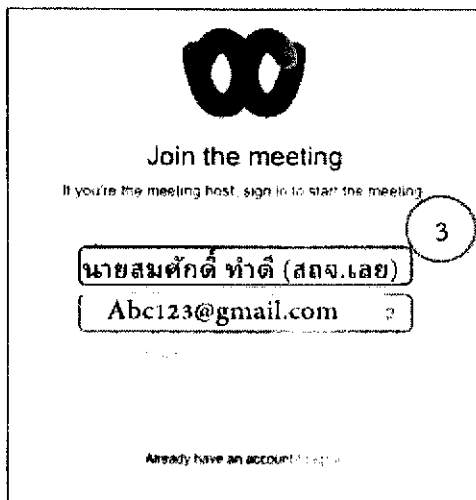 Join the meeting
If you're the meeting host, sign in to start the meeting
3
นายสมศักดิ์ ทำดี (สถจ.เลย)
Abc123@gmail.com
Already have an account